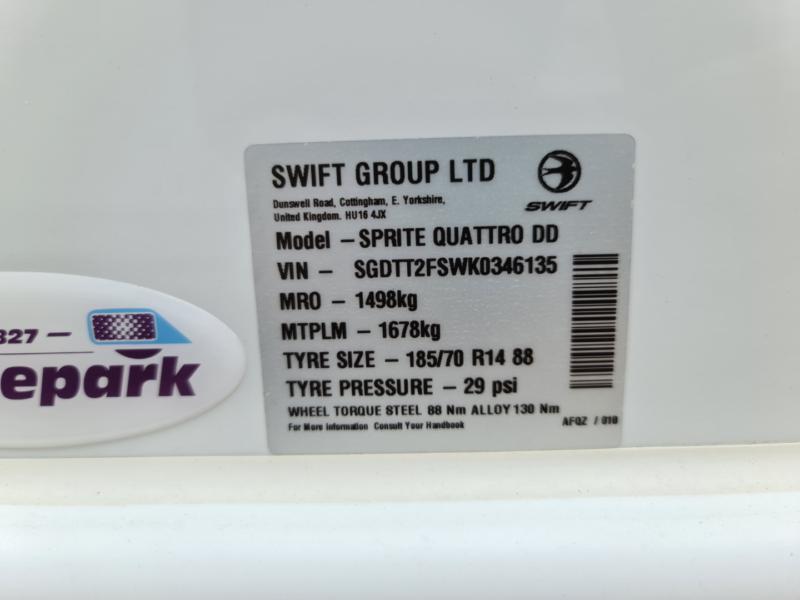 SWIFT GROUP LTD
Dunswell Road, Cottingham, E. Yorkshire,
United Kingdom. HU16 4JX
SWIFT
Model – SPRITE QUATTRO DD
VIN – SGDTT2FSWK0346135
MRO – 1498kg
MTPLM – 1678kg
TYRE SIZE – 185/70 R14 88
TYRE PRESSURE – 29 psi
WHEEL TORQUE STEEL 88 Nm ALLOY 130 Nm
For More Information Consult Your Handbook
AFQZ / 010
327 —
epark